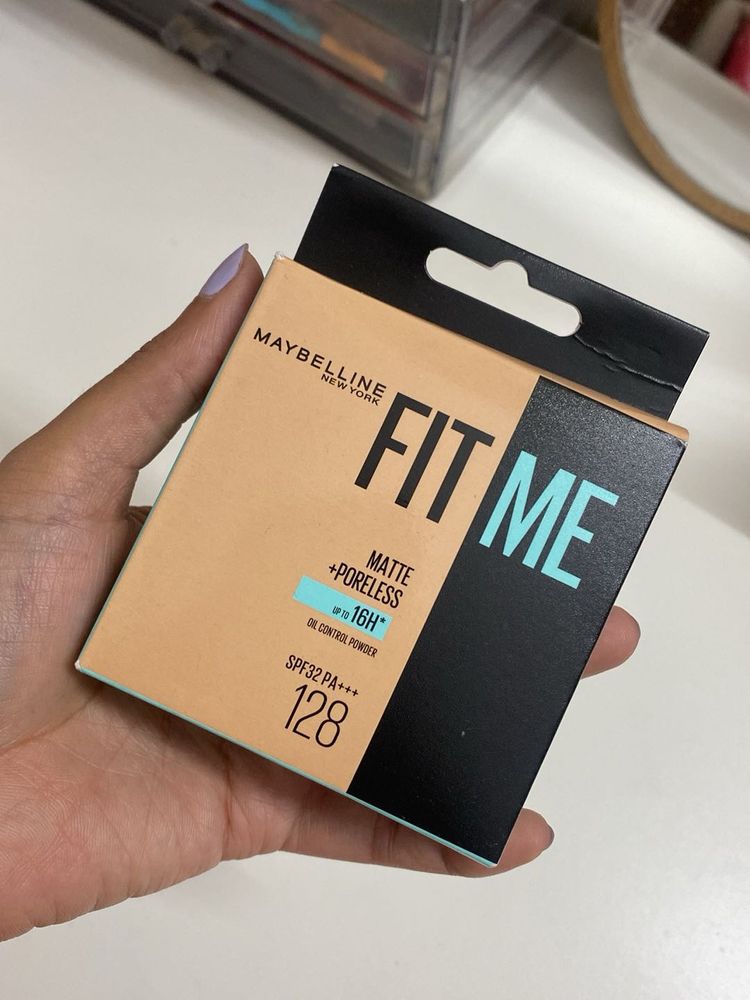 MAYBELLINE
NEW YORK
FIT ME
MATTE
+PORELESS
UP TO 16H*
OIL CONTROL POWDER
SPF32 PA+++
128